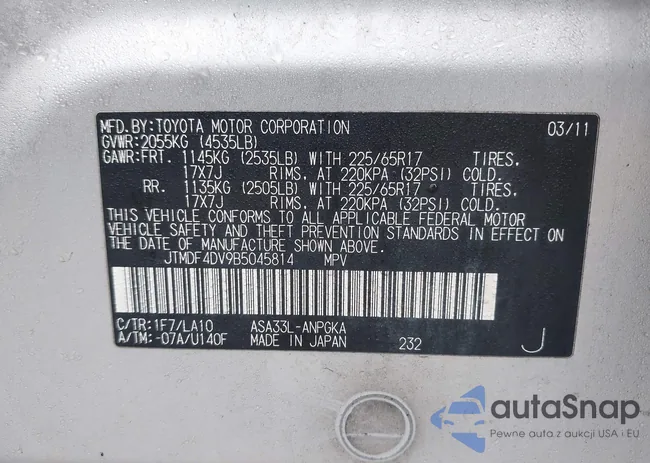 MFD.BY:TOYOTA MOTOR CORPORATION 03/11
GVWR:2055KG (4535LB)
GAWR:FRT. 1145KG (2535LB) WITH 225/65R17 TIRES.
17X7J RIMS. AT 220KPA (32PSI) COLD.
RR. 1135KG (2505LB) WITH 225/65R17 TIRES.
17X7J RIMS. AT 220KPA (32PSI) COLD.
THIS VEHICLE CONFORMS TO ALL APPLICABLE FEDERAL MOTOR
VEHICLE SAFETY AND THEFT PREVENTION STANDARDS IN EFFECT ON
THE DATE OF MANUFACTURE SHOWN ABOVE.
JTMDF4DV9B5045814 MPV
C/TR:1F7/LA10 ASA33L-ANPGKA
A/TM:-07A/U140F MADE IN JAPAN 232 J
autaSnap
Pewne auta z aukcji USA i EU